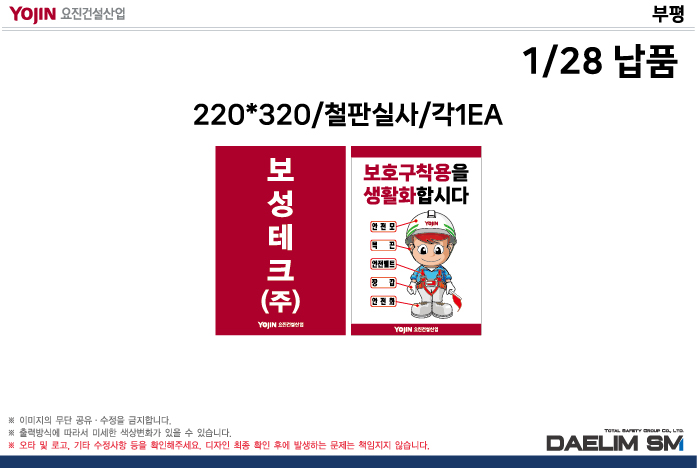 YOJIN 요진건설산업
부평
1/28 납품
220*320/철판실사/각1EA
보
성
테
크
(주)
YOJIN 요진건설산업
보호구착용을
생활화합시다
YOJIN
안 전 모
턱 끈
안전벨트
장 갑
안 전 화
YOJIN 요진건설산업
※ 이미지의 무단 공유 · 수정을 금지합니다.
※ 출력방식에 따라서 미세한 색상변화가 있을 수 있습니다.
※ 오타 및 로고, 기타 수정사항 등을 확인해주세요. 디자인 최종 확인 후에 발생하는 문제는 책임지지 않습니다.
TOTAL SAFETY GROUP CO., LTD.
DAELIM SM